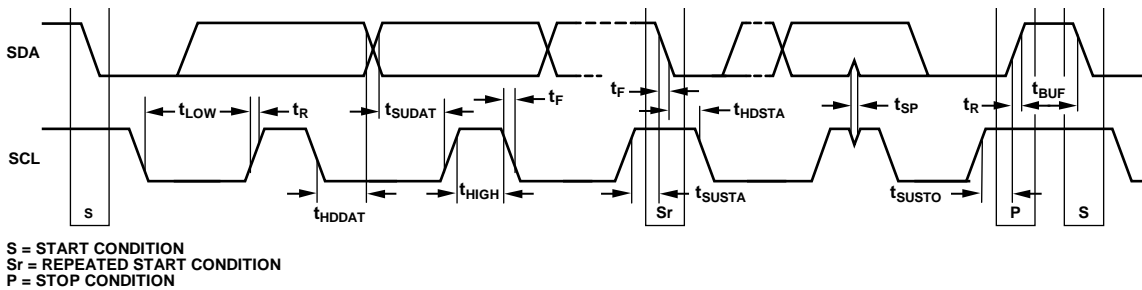 SDA
tF
tF
tBUF
tLOW
tR
tSUDAT
tHDSTA
tSP
tR
SCL
tHDDAT
tHIGH
tSUSTA
tSUSTO
S
Sr
P
S
S = START CONDITION
Sr = REPEATED START CONDITION
P = STOP CONDITION